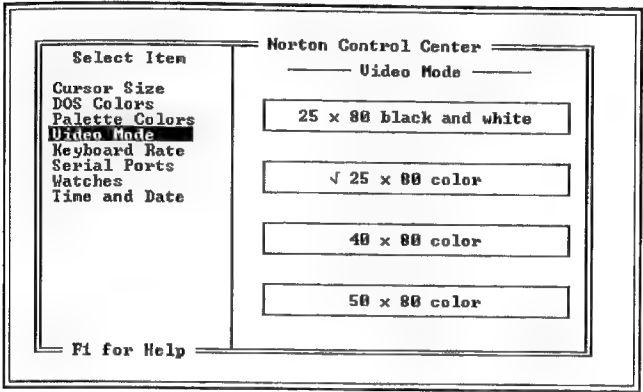 Norton Control Center
Select Item
Cursor Size
DOS Colors
Palette Colors
Video Mode
Keyboard Rate
Serial Ports
Watches
Time and Date
Video Mode
25 x 80 black and white
√ 25 x 80 color
40 x 80 color
50 x 80 color
F1 for Help